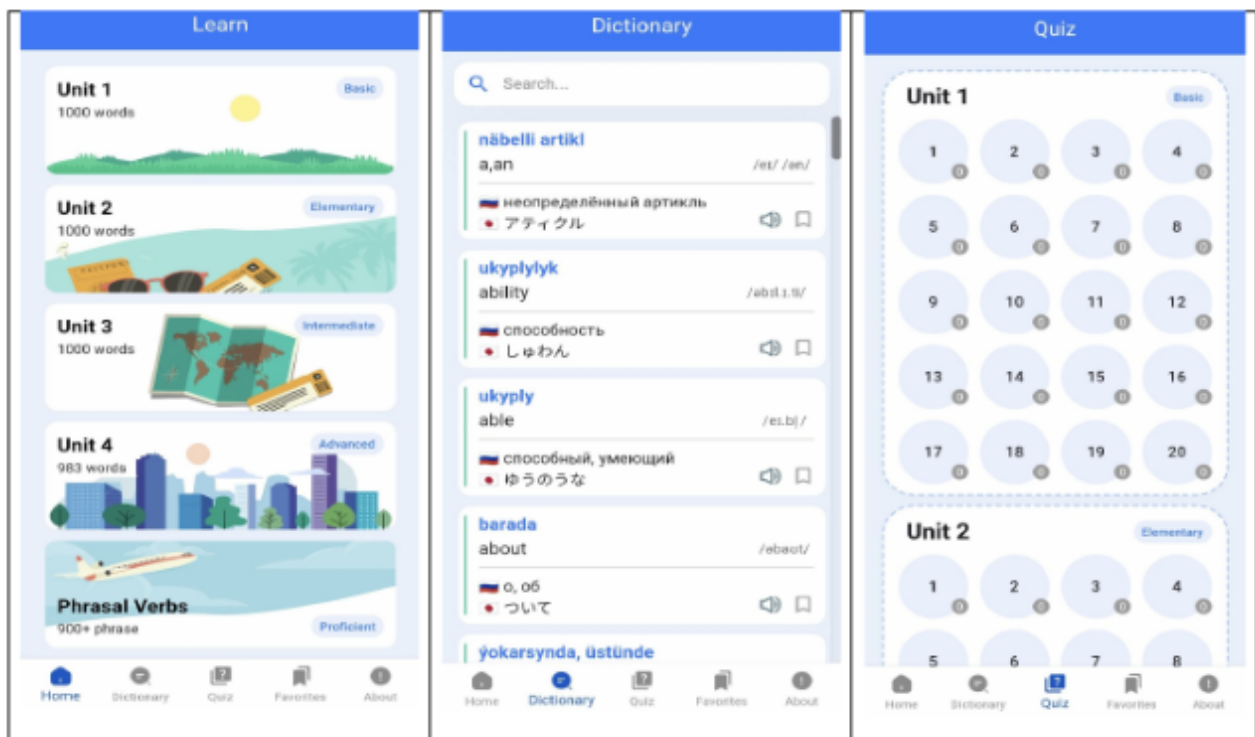 Learn
Unit 1
Basic
1000 words
Unit 2
Elementary
1000 words
Unit 3
Intermediate
1000 words
Unit 4
Advanced
983 words
Phrasal Verbs
900+ phrase
Proficient
Home
Dictionary
Quiz
Favorites
About
Dictionary
Search...
näbelli artikl
a,an
неопределённый артикль
アティクル
ukyplylyk
ability
способность
しゅわん
ukyply
able
/eɪ.bļ/
способный, умеющий
ゆうのうな
barada
about
/əbaʊt/
о, об
ついて
ýokarsynda, üstünde
Home
Dictionary
Quiz
Favorites
About
Quiz
Unit 1
Basic
1 2 3 4
5 6 7 8
9 10 11 12
13 14 15 16
17 18 19 20
Unit 2
Elementary
1 2 3 4
5 6 7 8
Home
Dictionary
Quiz
Favorites
About